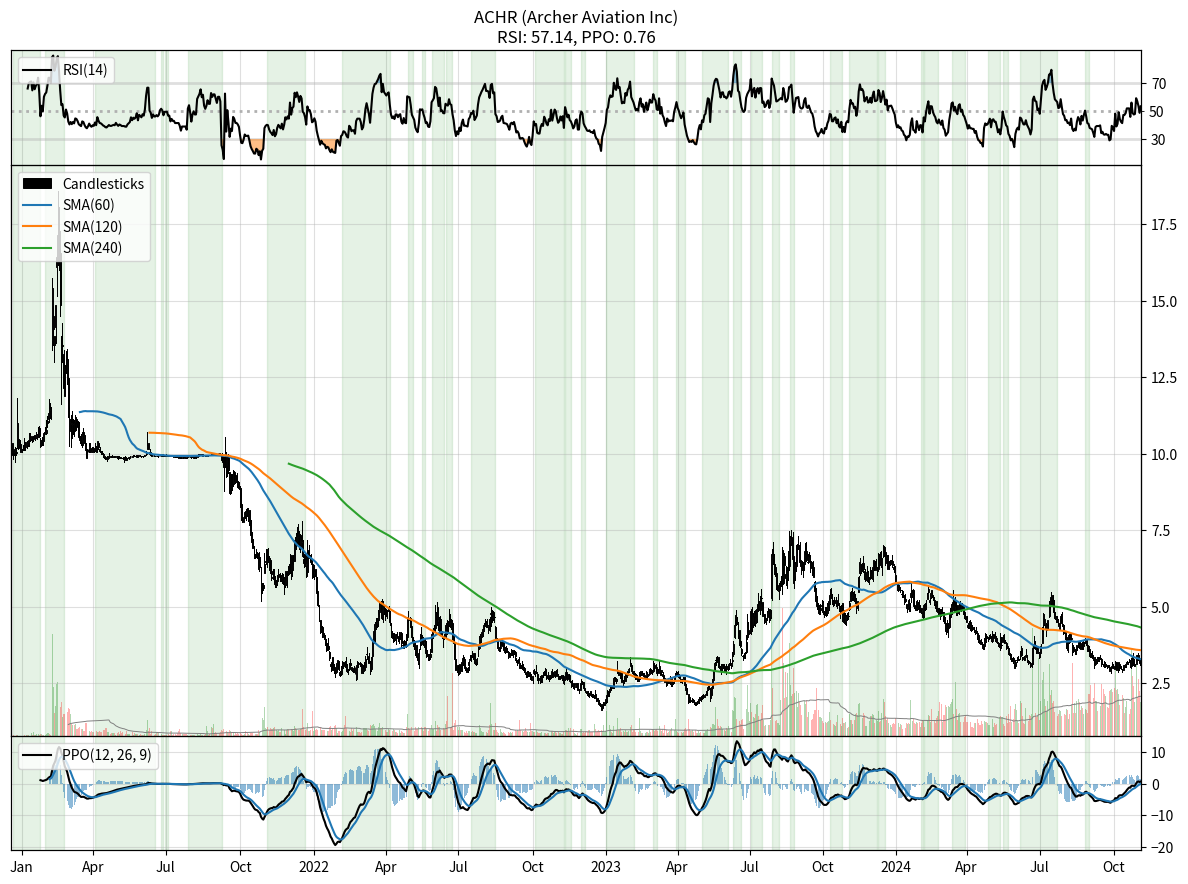 ACHR (Archer Aviation Inc)
RSI: 57.14, PPO: 0.76
RSI(14)
70
50
30
Candlesticks
SMA(60)
SMA(120)
SMA(240)
17.5
15.0
12.5
10.0
7.5
5.0
2.5
PPO(12, 26, 9)
10
0
−10
−20
Jan Apr Jul Oct 2022 Apr Jul Oct 2023 Apr Jul Oct 2024 Apr Jul Oct